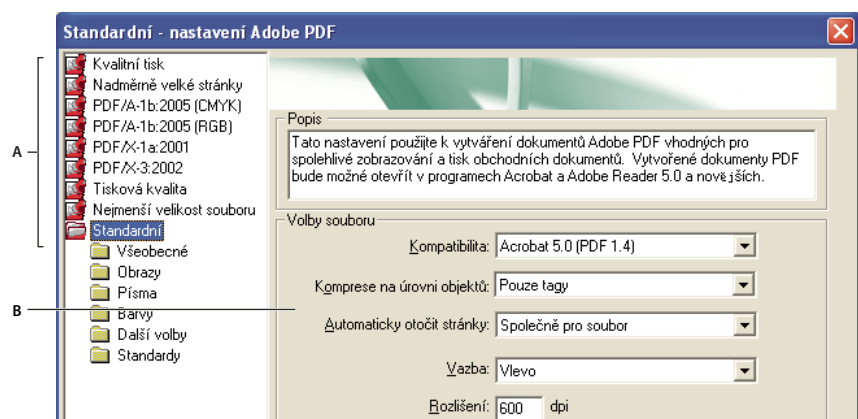 Standardní - nastavení Adobe PDF
A
Kvalitní tisk
Nadměrně velké stránky
PDF/A-1b:2005 (CMYK)
PDF/A-1b:2005 (RGB)
PDF/X-1a:2001
PDF/X-3:2002
Tisková kvalita
Nejmenší velikost souboru
Standardní
Všeobecné
Obrazy
Písma
Barvy
Další volby
Standardy
B
Popis
Tato nastavení použijte k vytváření dokumentů Adobe PDF vhodných pro
spolehlivé zobrazování a tisk obchodních dokumentů. Vytvořené dokumenty PDF
bude možné otevřít v programech Acrobat a Adobe Reader 5.0 a novějších.
Volby souboru
Kompatibilita: Acrobat 5.0 (PDF 1.4)
Komprese na úrovni objektů: Pouze tagy
Automaticky otočit stránky: Společně pro soubor
Vazba: Vlevo
Rozlišení: 600 dpi